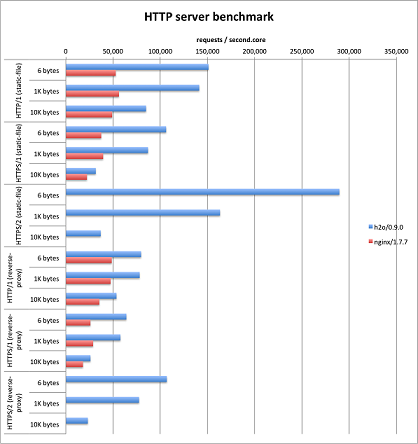 HTTP server benchmark
requests / second.core
0 50,000 100,000 150,000 200,000 250,000 300,000 350,000
HTTP/1 (static-file)
6 bytes
1K bytes
10K bytes
HTTPS/1 (static-file)
6 bytes
1K bytes
10K bytes
HTTPS/2 (static-file)
6 bytes
1K bytes
10K bytes
HTTP/1 (reverse-
proxy)
6 bytes
1K bytes
10K bytes
HTTPS/1 (reverse-
proxy)
6 bytes
1K bytes
10K bytes
HTTPS/2 (reverse-
proxy)
6 bytes
1K bytes
10K bytes
h2o/0.9.0
nginx/1.7.7